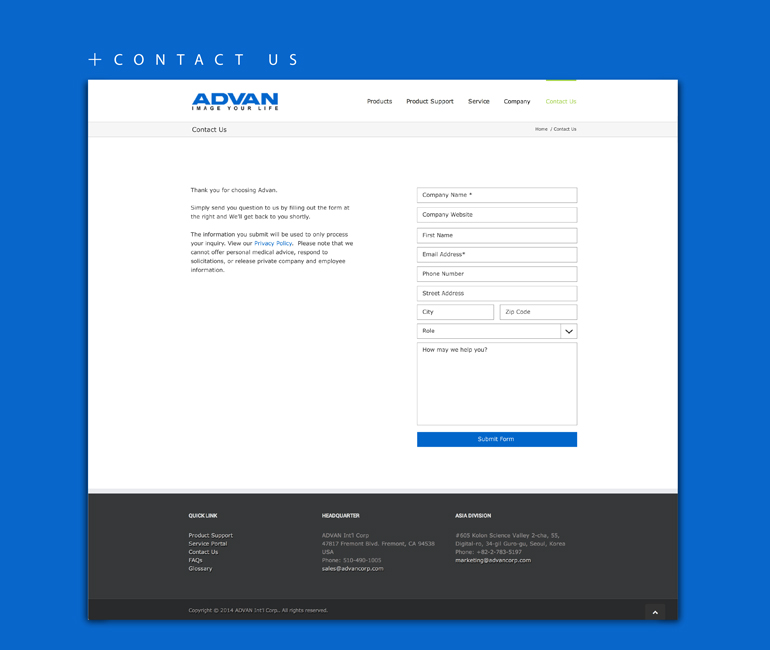 + CONTACT US
ADVAN
IMAGE YOUR LIFE
Products Product Support Service Company Contact Us
Contact Us
Home / Contact Us
Thank you for choosing Advan.
Simply send you question to us by filling out the form at
the right and We'll get back to you shortly.
The information you submit will be used to only process
your inquiry. View our Privacy Policy. Please note that we
cannot offer personal medical advice, respond to
solicitations, or release private company and employee
information.
Company Name *
Company Website
First Name
Email Address*
Phone Number
Street Address
City Zip Code
Role
How may we help you?
Submit Form
QUICK LINK
Product Support
Service Portal
Contact Us
FAQs
Glossary
HEADQUARTER
ADVAN Int'l Corp
47817 Fremont Blvd. Fremont, CA 94538
USA
Phone: 510-490-1005
sales@advancorp.com
ASIA DIVISION
#605 Kolon Science Valley 2-cha, 55,
Digital-ro, 34-gil Guro-gu, Seoul, Korea
Phone: +82-2-783-5197
marketing@advancorp.com
Copyright © 2014 ADVAN Int'l Corp.. All rights reserved.